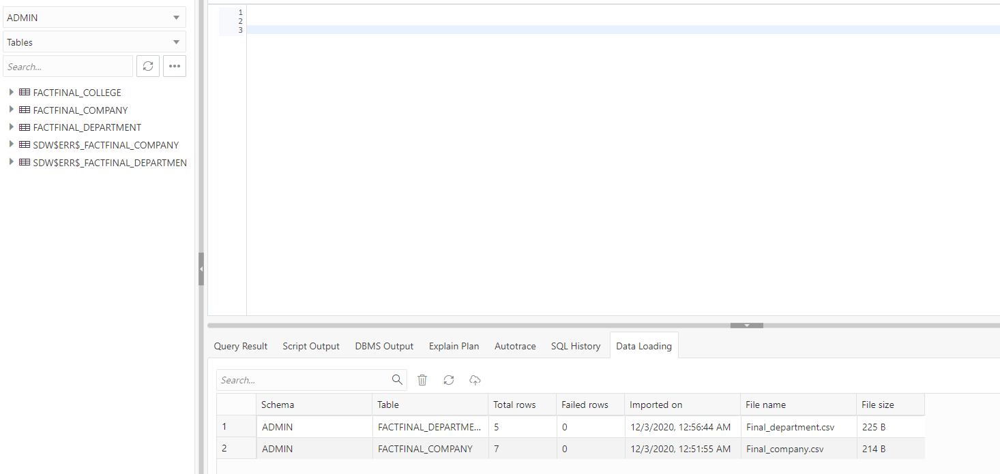 ADMIN
Tables
Search...
FACTFINAL_COLLEGE
FACTFINAL_COMPANY
FACTFINAL_DEPARTMENT
SDW$ERR$_FACTFINAL_COMPANY
SDW$ERR$_FACTFINAL_DEPARTMEN
1
2
3
Query Result Script Output DBMS Output Explain Plan Autotrace SQL History Data Loading
Search...
Schema Table Total rows Failed rows Imported on File name File size
1 ADMIN FACTFINAL_DEPARTME... 5 0 12/3/2020, 12:56:44 AM Final_department.csv 225 B
2 ADMIN FACTFINAL_COMPANY 7 0 12/3/2020, 12:51:55 AM Final_company.csv 214 B